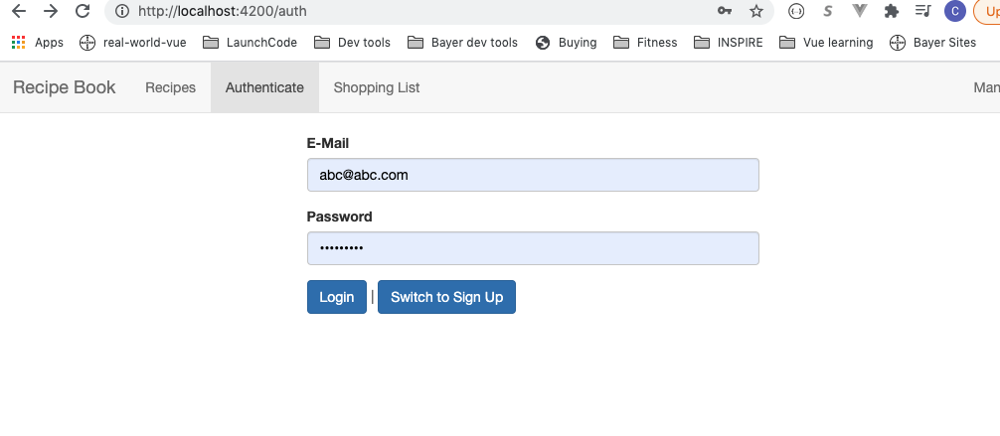 http://localhost:4200/auth
S
C
Up
Apps real-world-vue LaunchCode Dev tools Bayer dev tools Buying Fitness INSPIRE Vue learning Bayer Sites
Recipe Book Recipes Authenticate Shopping List Man
E-Mail
abc@abc.com
Password
•••••••••
Login | Switch to Sign Up